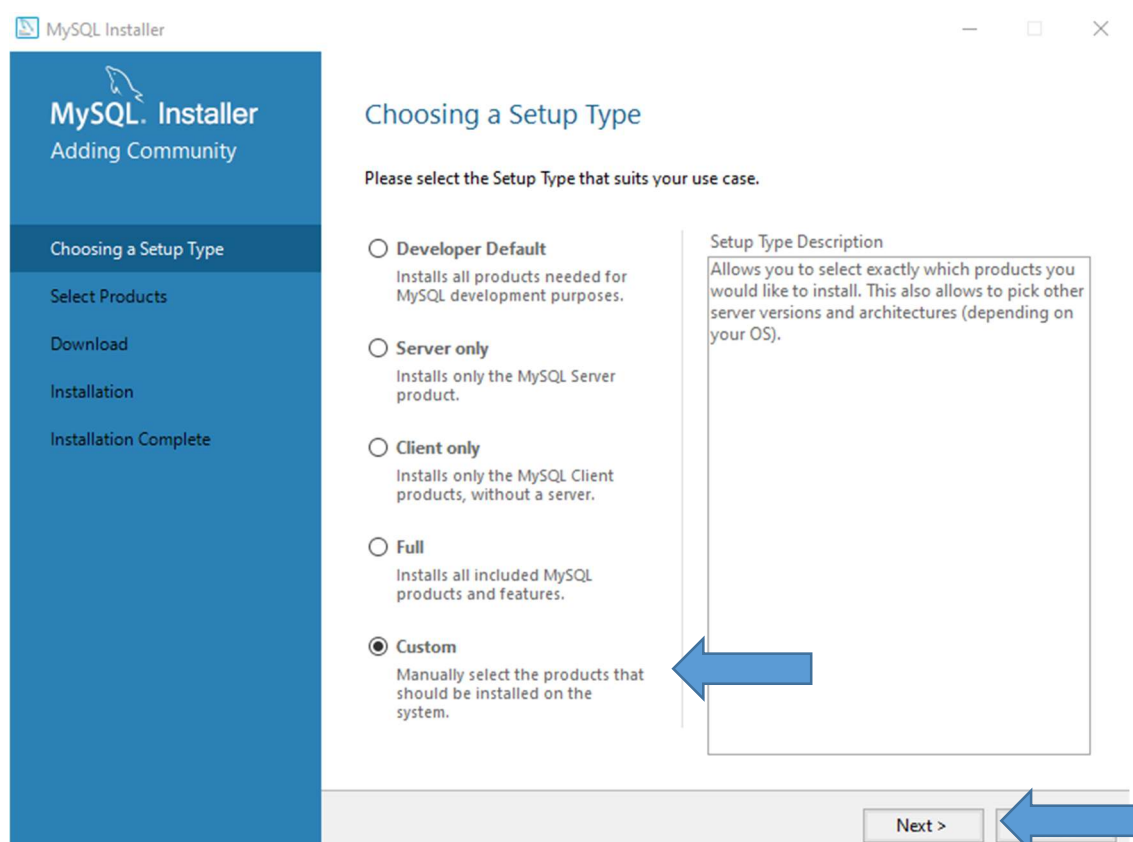 MySQL Installer
MySQL. Installer
Adding Community
Choosing a Setup Type
Select Products
Download
Installation
Installation Complete
Choosing a Setup Type
Please select the Setup Type that suits your use case.
Developer Default
Installs all products needed for
MySQL development purposes.
Server only
Installs only the MySQL Server
product.
Client only
Installs only the MySQL Client
products, without a server.
Full
Installs all included MySQL
products and features.
Custom
Manually select the products that
should be installed on the
system.
Setup Type Description
Allows you to select exactly which products you
would like to install. This also allows to pick other
server versions and architectures (depending on
your OS).
Next >